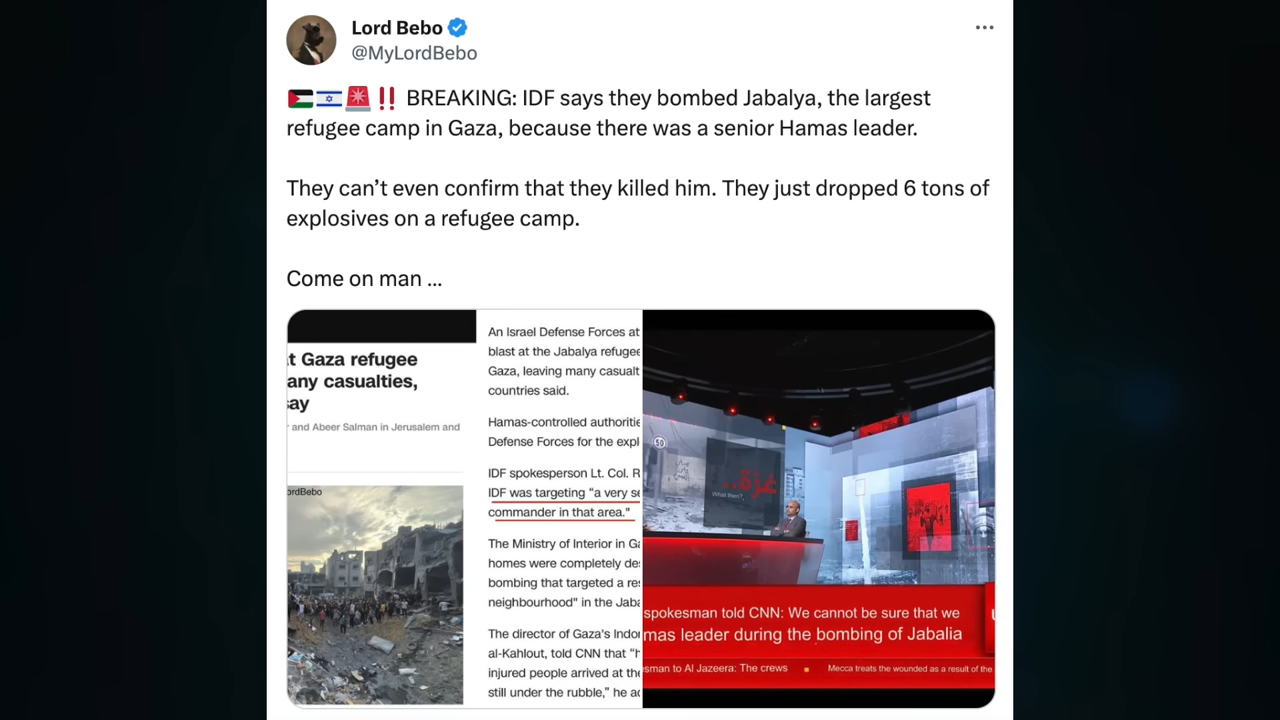 Lord Bebo
@MyLordBebo
🇵🇸🇮🇱🚨‼️ BREAKING: IDF says they bombed Jabalya, the largest
refugee camp in Gaza, because there was a senior Hamas leader.
They can’t even confirm that they killed him. They just dropped 6 tons of
explosives on a refugee camp.
Come on man ...
t Gaza refugee
any casualties,
say
and Abeer Salman in Jerusalem and
ordBebo
An Israel Defense Forces at
blast at the Jabalya refugee
Gaza, leaving many casualt
countries said.
Hamas-controlled authoritie
Defense Forces for the expl
IDF spokesperson Lt. Col. R
IDF was targeting “a very se
commander in that area."
The Ministry of Interior in Ga
homes were completely de
bombing that targeted a re
neighbourhood" in the Jaba
The director of Gaza's Indo
al-Kahlout, told CNN that “h
injured people arrived at the
still under the rubble,” he a
50
غزة..
What then?
spokesman told CNN: We cannot be sure that we
mas leader during the bombing of Jabalia
sman to Al Jazeera: The crews
Mecca treats the wounded as a result of the